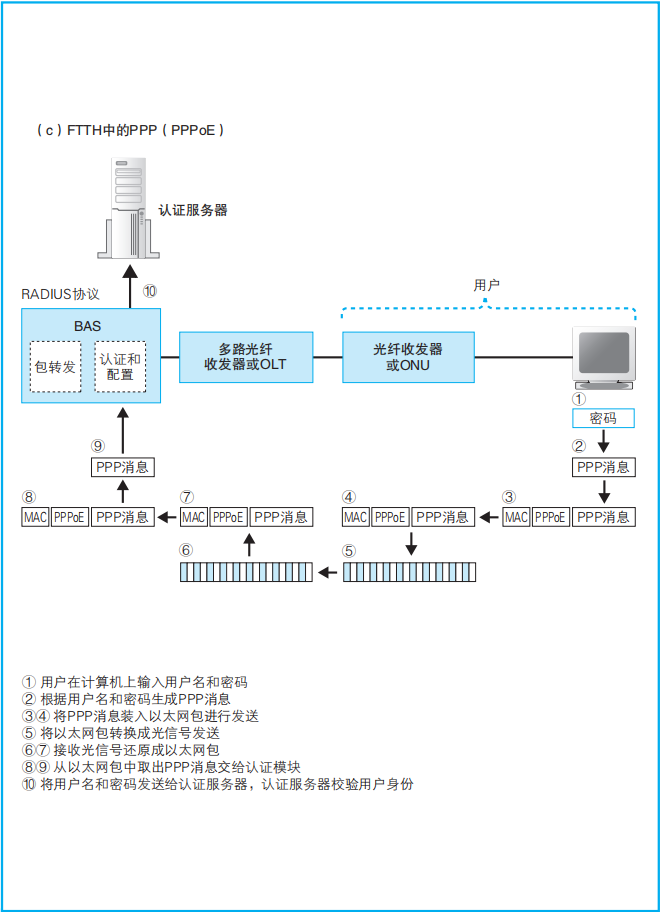 (c)FTTH中的PPP(PPPoE)
认证服务器
RADIUS协议
⑩
用户
BAS
包转发
认证和
配置
多路光纤
收发器或OLT
光纤收发器
或ONU
①
密码
⑨
②
PPP消息
PPP消息
⑧
⑦
④
③
MAC PPPoE PPP消息
MAC PPPoE PPP消息
MAC PPPoE PPP消息
MAC PPPoE PPP消息
⑥
⑤
① 用户在计算机上输入用户名和密码
② 根据用户名和密码生成PPP消息
③④ 将PPP消息装入以太网包进行发送
⑤ 将以太网包转换成光信号发送
⑥⑦ 接收光信号还原成以太网包
⑧⑨ 从以太网包中取出PPP消息交给认证模块
⑩ 将用户名和密码发送给认证服务器，认证服务器校验用户身份